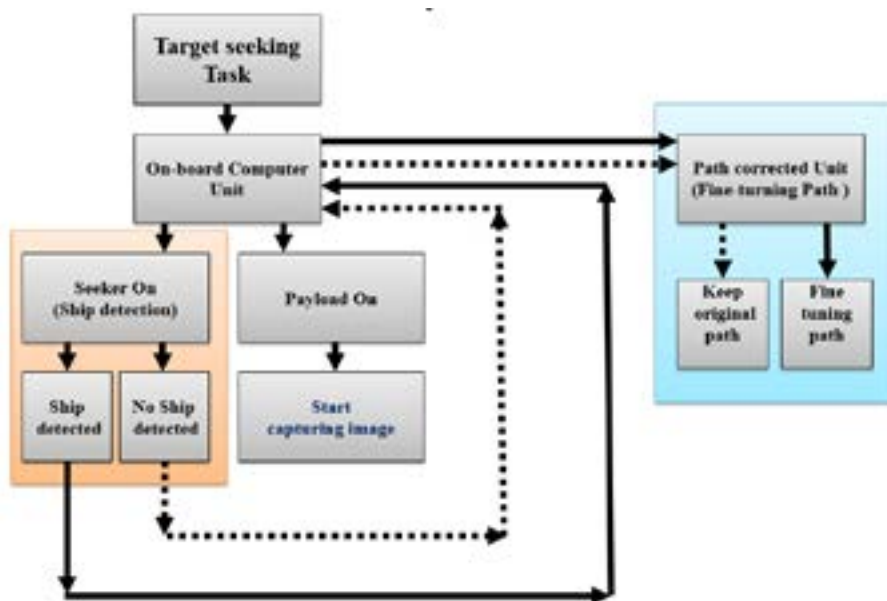 Target seeking
Task
On-board Computer
Unit
Path corrected Unit
(Fine turning Path )
Seeker On
(Ship detection)
Payload On
Keep
original
path
Fine
tuning
path
Ship
detected
No Ship
detected
Start
capturing image